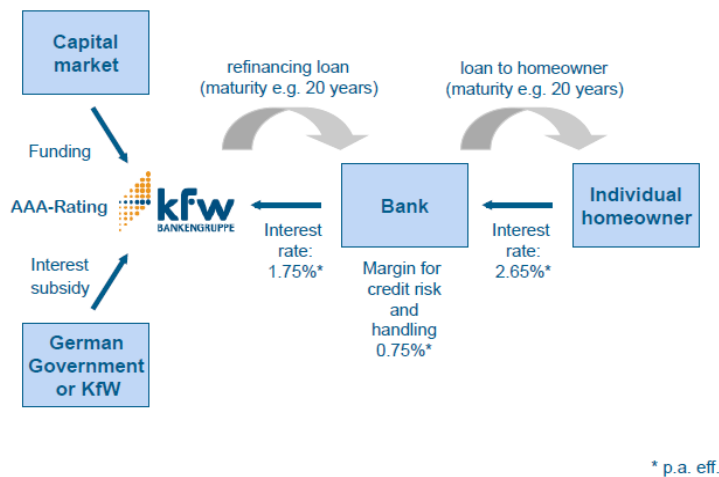 Capital
market
refinancing loan
(maturity e.g. 20 years)
loan to homeowner
(maturity e.g. 20 years)
Funding
AAA-Rating
kfw
BANKENGRUPPE
Interest
subsidy
German
Government
or KfW
Interest
rate:
1.75%*
Bank
Margin for
credit risk
and
handling
0.75%*
Interest
rate:
2.65%*
Individual
homeowner
* p.a. eff.